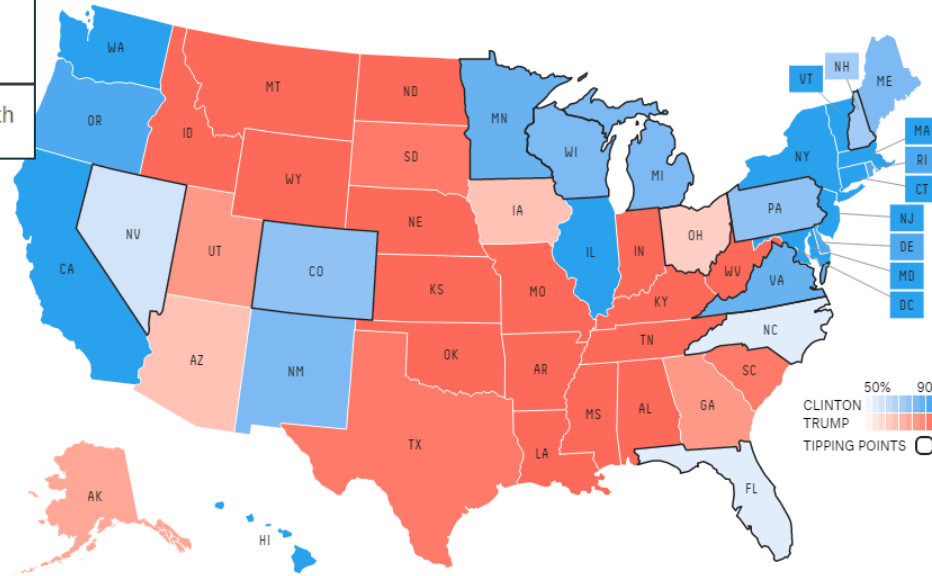 th
WA
OR
CA
NV
ID
MT
WY
UT
AZ
CO
NM
ND
SD
NE
KS
OK
TX
MN
IA
MO
AR
LA
WI
IL
MI
IN
OH
KY
TN
MS
AL
GA
FL
SC
NC
VA
WV
PA
NY
VT
NH
ME
MA
RI
CT
NJ
DE
MD
DC
AK
HI
50% 90
CLINTON
TRUMP
TIPPING POINTS